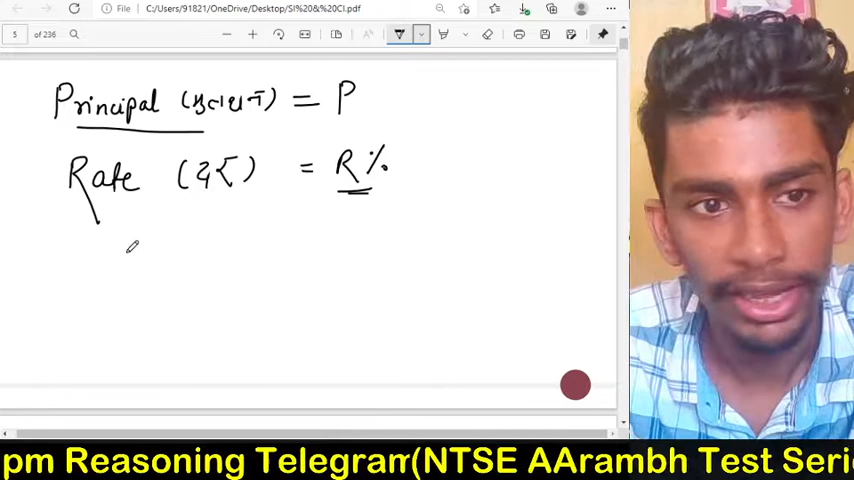 File | C:/Users/91821/OneDrive/Desktop/SI%20&%20CI.pdf
5 of 236
Principal (मूलधन) = P
Rate (दर) = R%
pm Reasoning Telegram(NTSE AArambh Test Seri